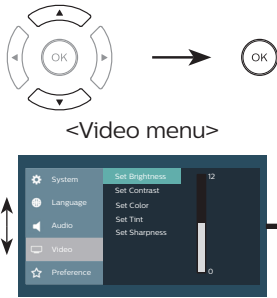 OK
OK
<Video menu>
System
Language
Audio
Video
Preference
Set Brightness
Set Contrast
Set Color
Set Tint
Set Sharpness
12
0